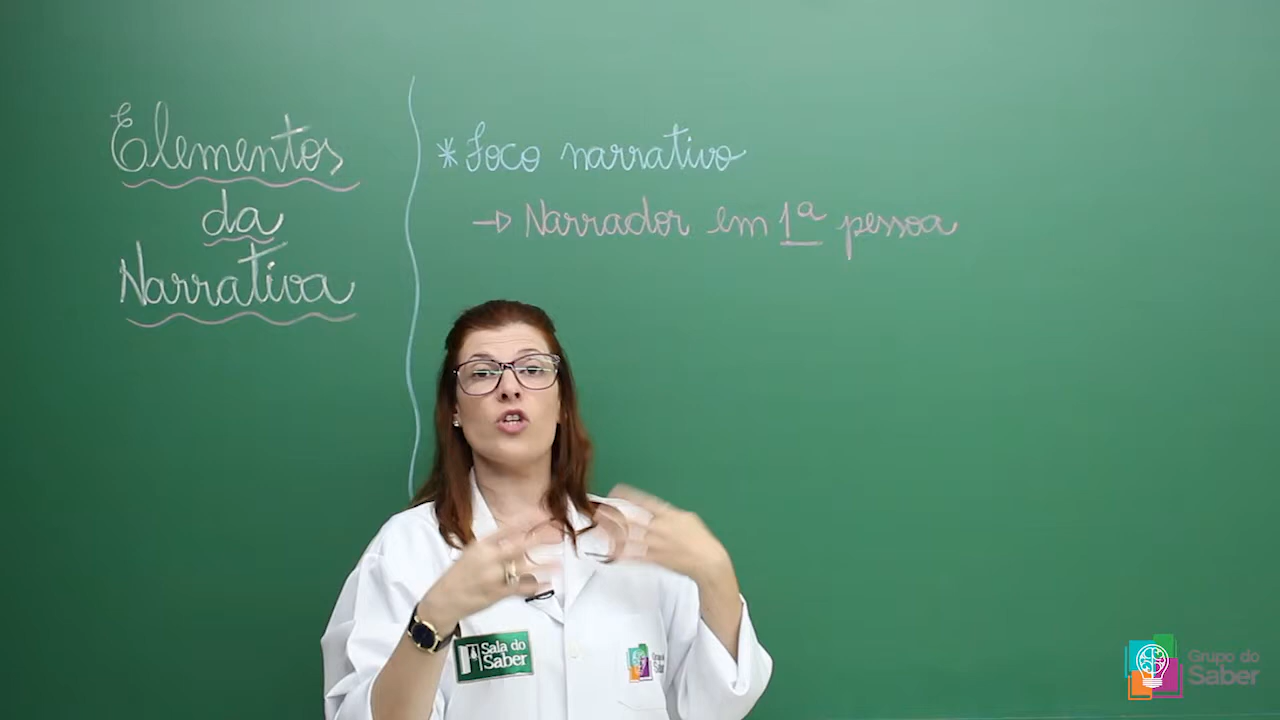 Elementos
da
Narrativa
* Foco narrativo
→ Narrador em 1ª pessoa
Sala do
Saber
Grupo do
Saber